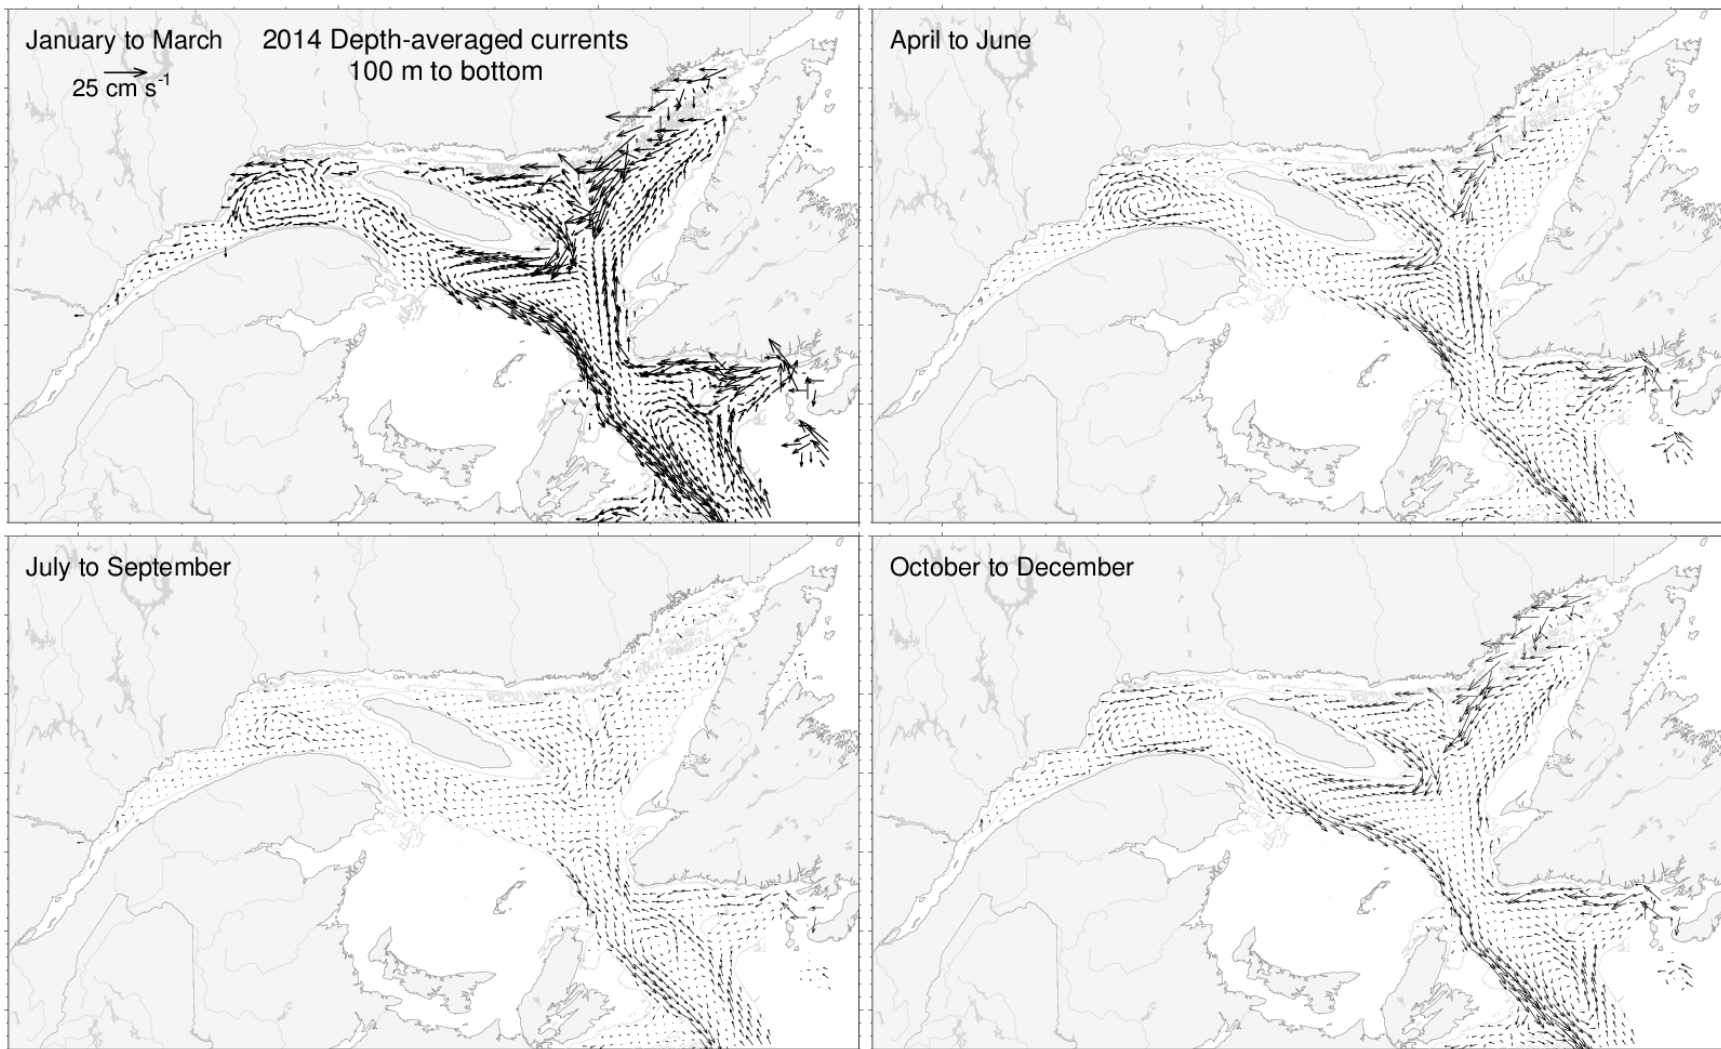 January to March
25 cm s⁻¹
2014 Depth-averaged currents
100 m to bottom
April to June
July to September
October to December